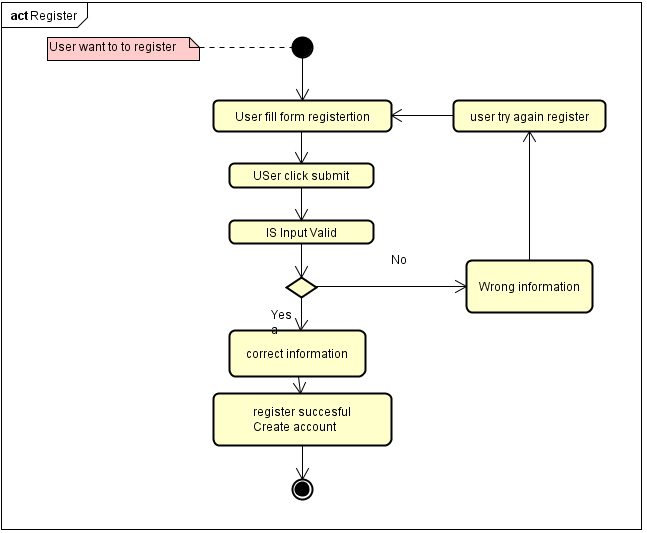 act Register
User want to to register
User fill form registertion
user try again register
USer click submit
IS Input Valid
No
Wrong information
Yes
a
correct information
register succesful
Create account